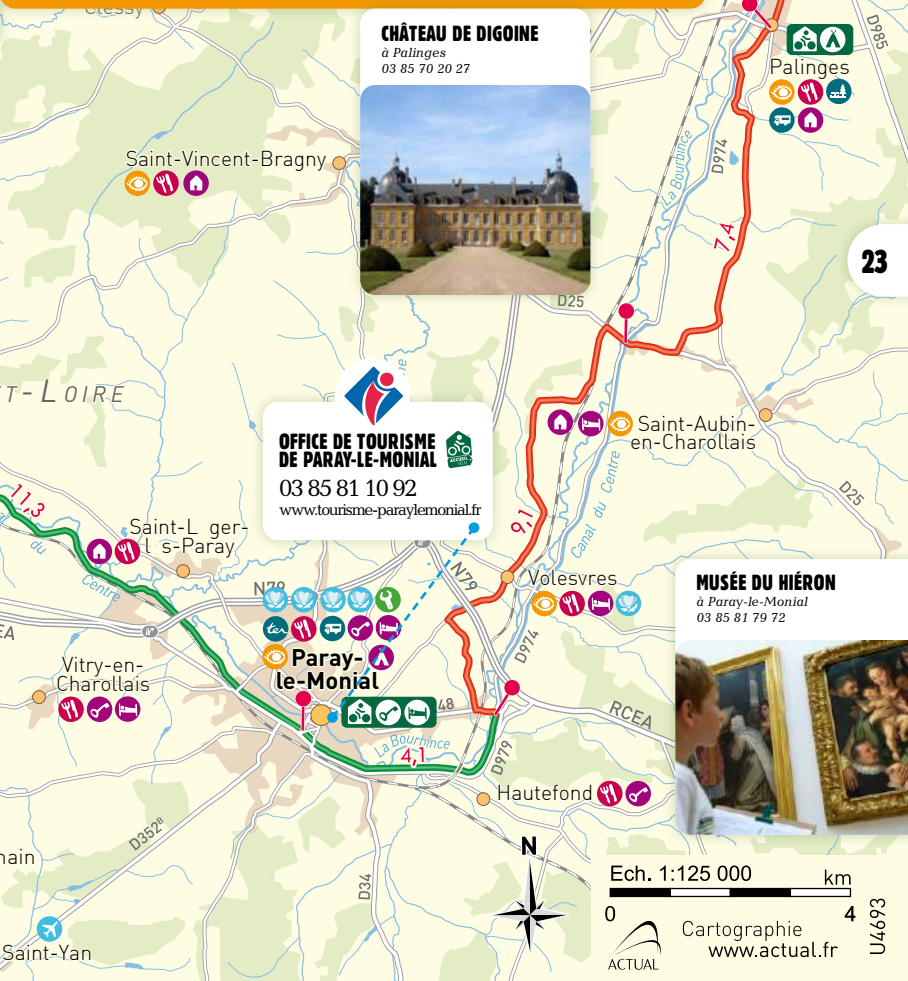 Clessy
CHÂTEAU DE DIGOINE
à Palinges
03 85 70 20 27
D985
Palinges
Saint-Vincent-Bragny
La Bourbince
D974
7,4
23
D25
T-LOIRE
OFFICE DE TOURISME
DE PARAY-LE-MONIAL
ACCUEIL
03 85 81 10 92
www.tourisme-paraylemonial.fr
Saint-Aubin-
en-Charollais
D25
Canal du Centre
9,1
11,3
du
Centre
Saint-L ger-
l s-Paray
N79
N79
Volesvres
MUSÉE DU HIÉRON
à Paray-le-Monial
03 85 81 79 72
ter
Paray-
le-Monial
D974
EA
Vitry-en-
Charollais
48
RCEA
La Bourbince
4,1
D979
Hautefond
D352B
D34
N
Ech. 1:125 000
km
0
4
Cartographie
www.actual.fr
ACTUAL
U4693
nain
Saint-Yan